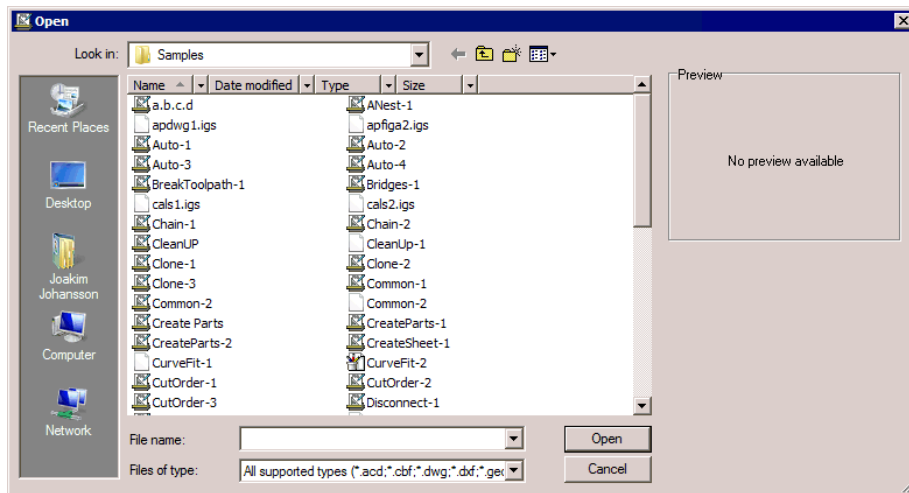 Open
Look in: Samples
Name Date modified Type Size
Preview
No preview available
Recent Places
Desktop
Joakim
Johansson
Computer
Network
a.b.c.d ANest-1
apdwg1.igs apfiga2.igs
Auto-1 Auto-2
Auto-3 Auto-4
BreakToolpath-1 Bridges-1
cals1.igs cals2.igs
Chain-1 Chain-2
CleanUP CleanUp-1
Clone-1 Clone-2
Clone-3 Common-1
Common-2 Common-2
Create Parts CreateParts-1
CreateParts-2 CreateSheet-1
CurveFit-1 CurveFit-2
CutOrder-1 CutOrder-2
CutOrder-3 Disconnect-1
File name: Open
Files of type: All supported types (*.acd;*.cbf;*.dwg;*.dxf;*.geo Cancel